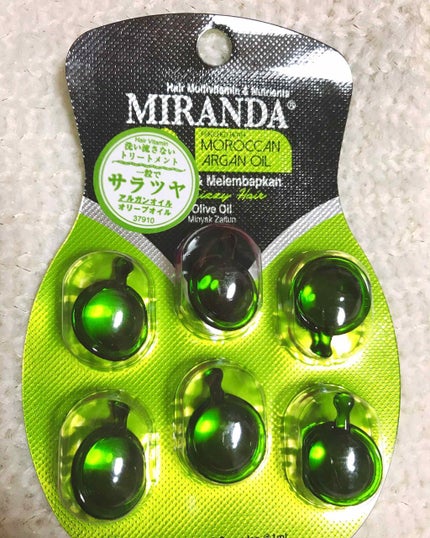 Hair Multivitamin & Nutrients
MIRANDA®
MOROCCAN
ARGAN OIL
Hair Vitamin
洗い流さない
トリートメント
一粒で
サラツヤ
アルガンオイル
オリーブオイル
37910
& Melembapkan
Frizzy Hair
Olive Oil
Minyak Zaitun